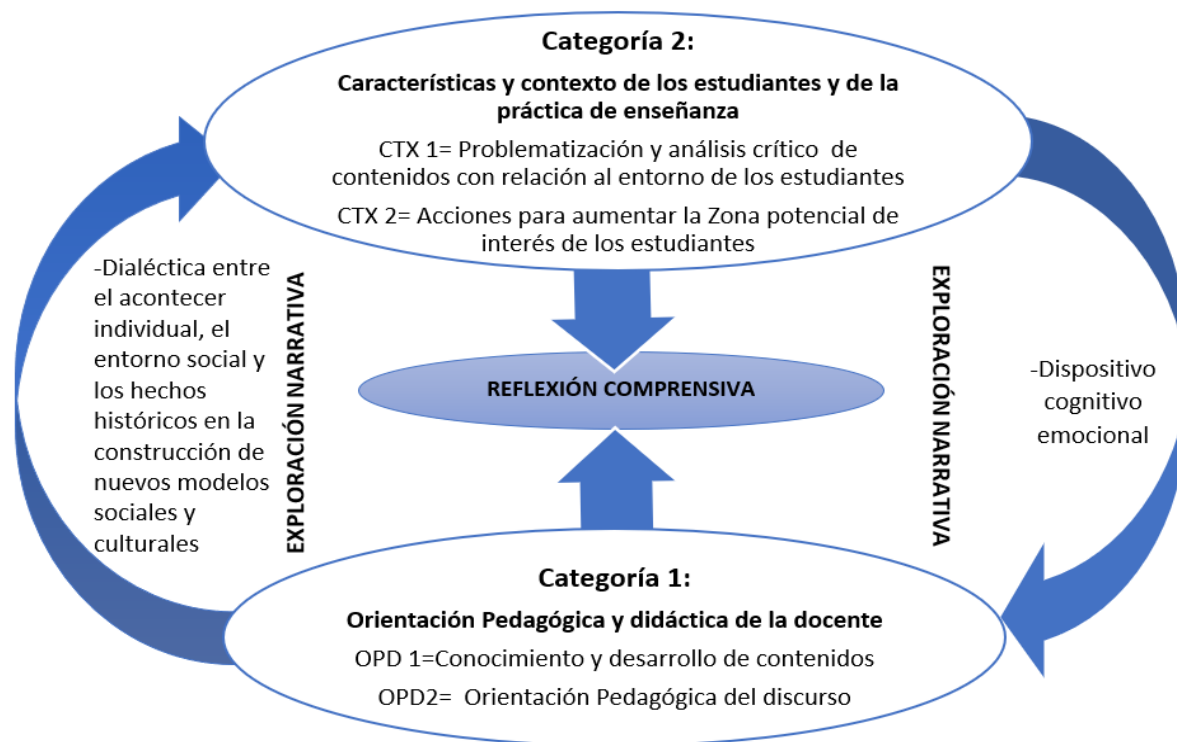 Categoría 2:
Características y contexto de los estudiantes y de la
práctica de enseñanza
CTX 1= Problematización y análisis crítico de
contenidos con relación al entorno de los estudiantes
CTX 2= Acciones para aumentar la Zona potencial de
interés de los estudiantes
-Dialéctica entre
el acontecer
individual, el
entorno social y
los hechos
históricos en la
construcción de
nuevos modelos
sociales y
culturales
EXPLORACIÓN NARRATIVA
REFLEXIÓN COMPRENSIVA
EXPLORACIÓN NARRATIVA
-Dispositivo
cognitivo
emocional
Categoría 1:
Orientación Pedagógica y didáctica de la docente
OPD 1=Conocimiento y desarrollo de contenidos
OPD2= Orientación Pedagógica del discurso